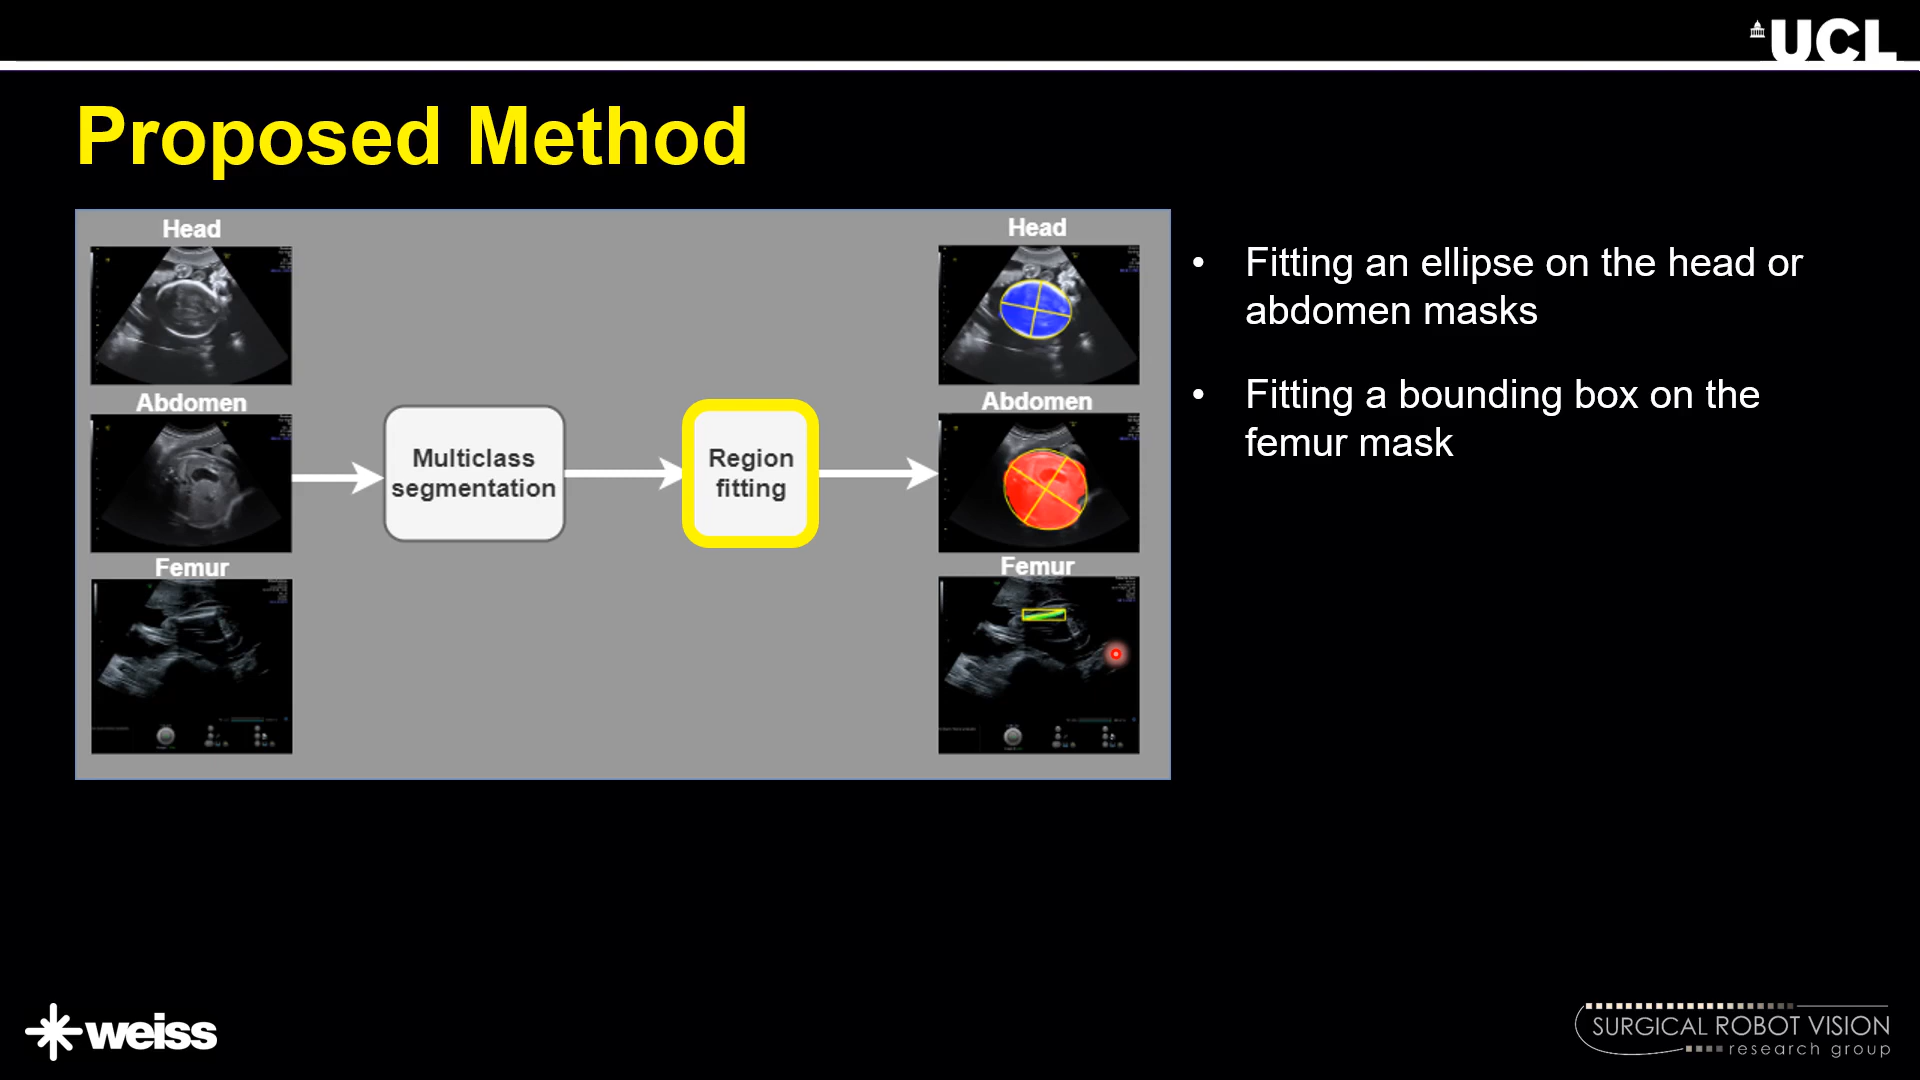 UCL
Proposed Method
Head
Abdomen
Femur
Multiclass
segmentation
Region
fitting
Head
Abdomen
Femur
• Fitting an ellipse on the head or
abdomen masks
• Fitting a bounding box on the
femur mask
weiss
SURGICAL ROBOT VISION
research group